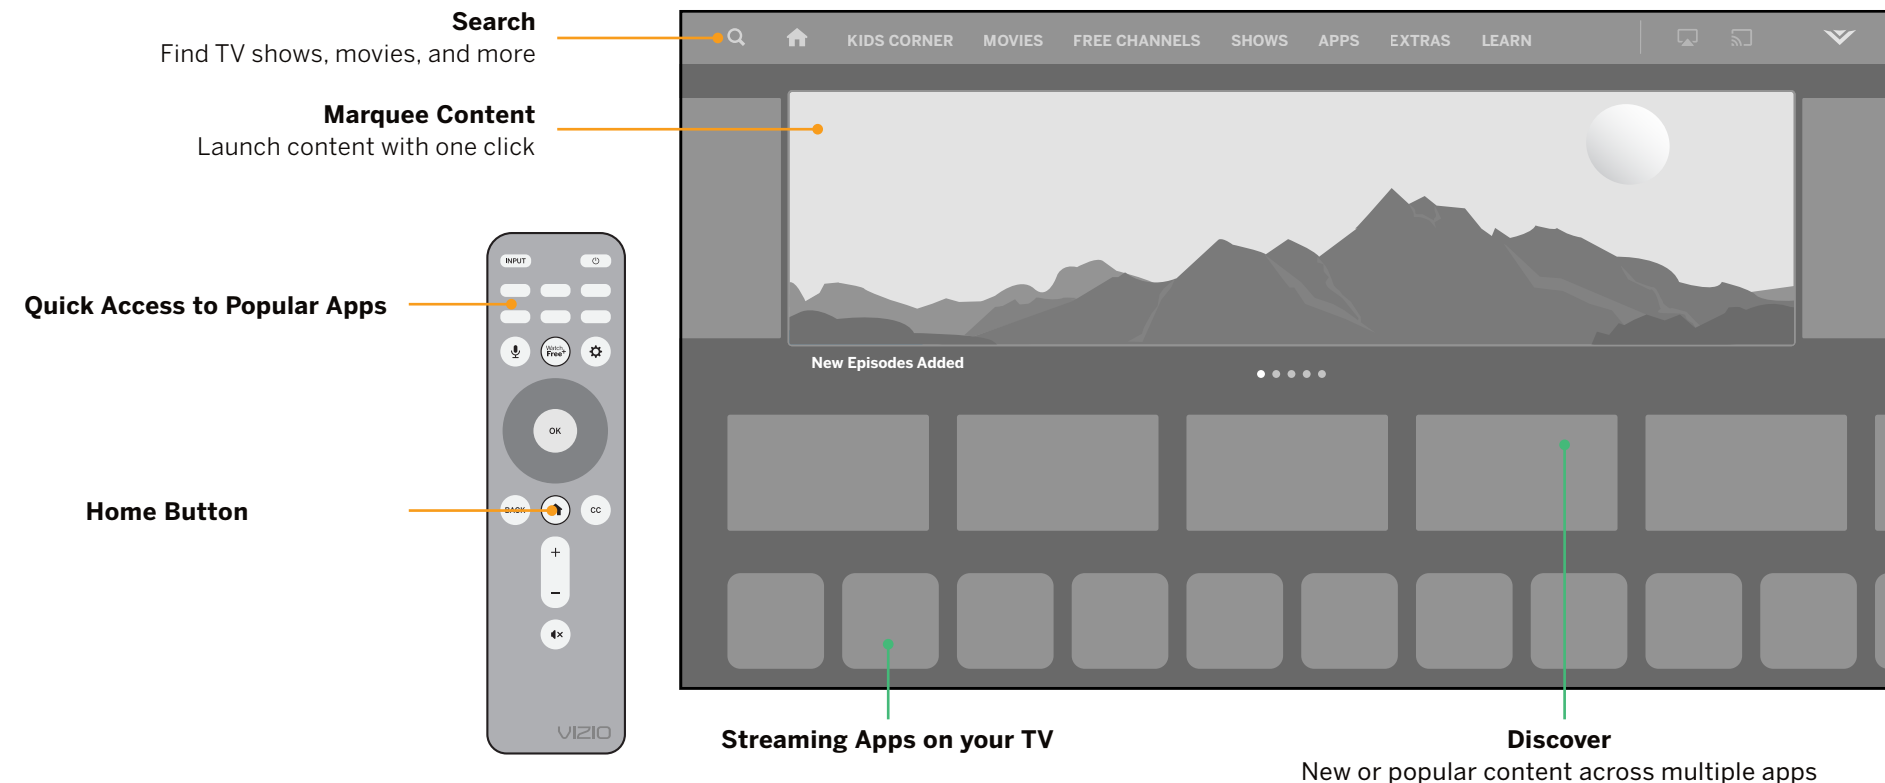 Search
Find TV shows, movies, and more
KIDS CORNER MOVIES FREE CHANNELS SHOWS APPS EXTRAS LEARN
Marquee Content
Launch content with one click
INPUT
Quick Access to Popular Apps
Watch
Free+
New Episodes Added
OK
Home Button
BACK
CC
VIZIO
Streaming Apps on your TV
Discover
New or popular content across multiple apps